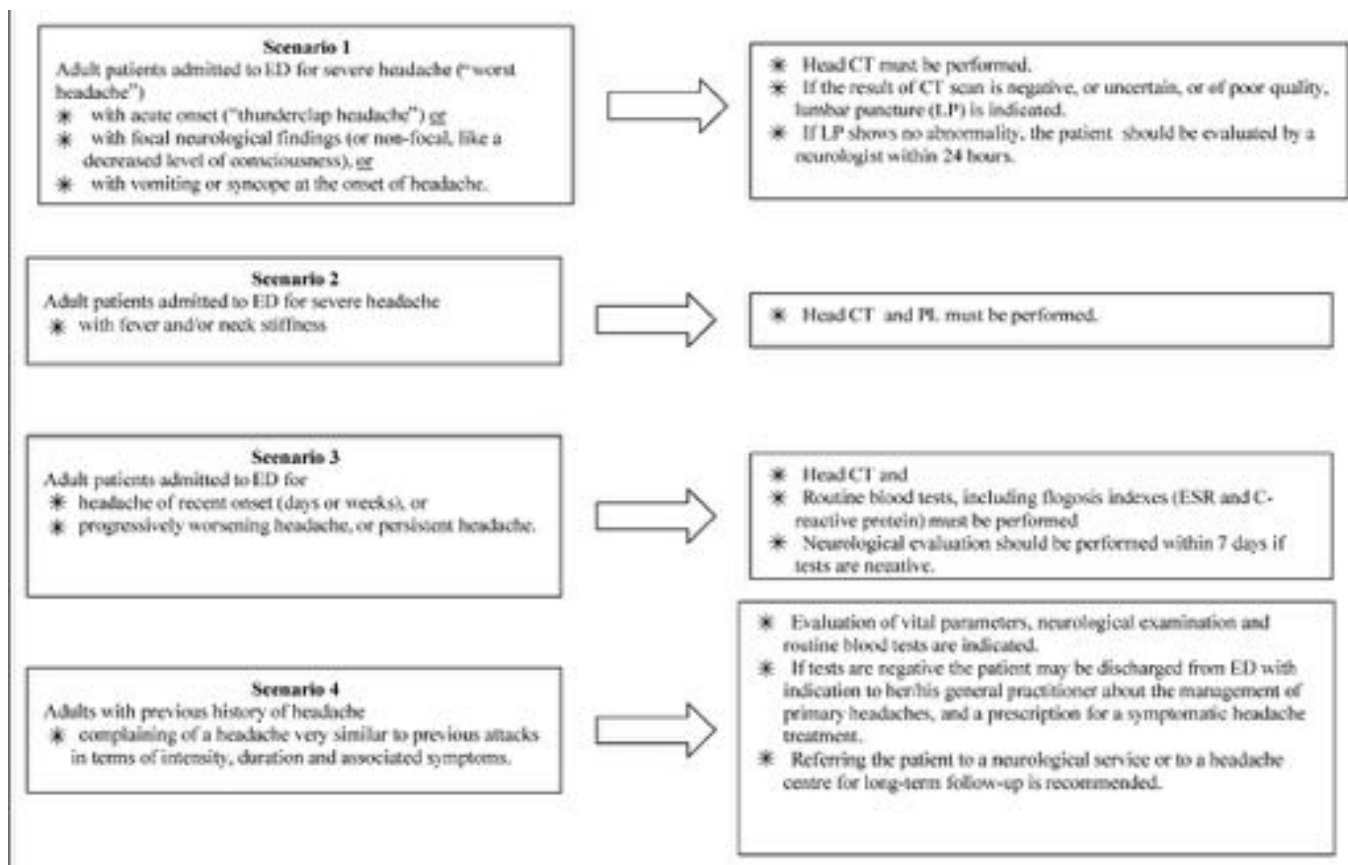 Scenario 1
Adult patients admitted to ED for severe headache ("worst
headache")
✳ with acute onset ("thunderclap headache") or
✳ with focal neurological findings (or non-focal, like a
decreased level of consciousness), or
✳ with vomiting or syncope at the onset of headache.
✳ Head CT must be performed.
✳ If the result of CT scan is negative, or uncertain, or of poor quality,
lumbar puncture (LP) is indicated.
✳ If LP shows no abnormality, the patient should be evaluated by a
neurologist within 24 hours.
Scenario 2
Adult patients admitted to ED for severe headache
✳ with fever and/or neck stiffness
✳ Head CT and PL must be performed.
Scenario 3
Adult patients admitted to ED for
✳ headache of recent onset (days or weeks), or
✳ progressively worsening headache, or persistent headache.
✳ Head CT and
✳ Routine blood tests, including flogosis indexes (ESR and C-
reactive protein) must be performed
✳ Neurological evaluation should be performed within 7 days if
tests are negative.
Scenario 4
Adults with previous history of headache
✳ complaining of a headache very similar to previous attacks
in terms of intensity, duration and associated symptoms.
✳ Evaluation of vital parameters, neurological examination and
routine blood tests are indicated.
✳ If tests are negative the patient may be discharged from ED with
indication to her/his general practitioner about the management of
primary headaches, and a prescription for a symptomatic headache
treatment.
✳ Referring the patient to a neurological service or to a headache
centre for long-term follow-up is recommended.